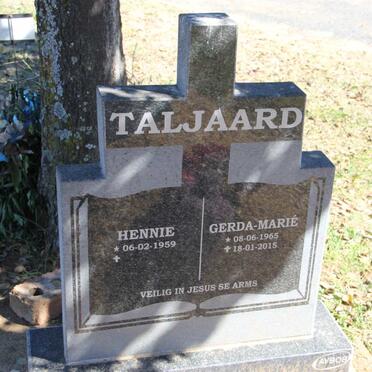 TALJAARD
HENNIE
★ 06-02-1959
✝
GERDA-MARIÉ
★ 08-06-1965
✝ 18-01-2015
VEILIG IN JESUS SE ARMS